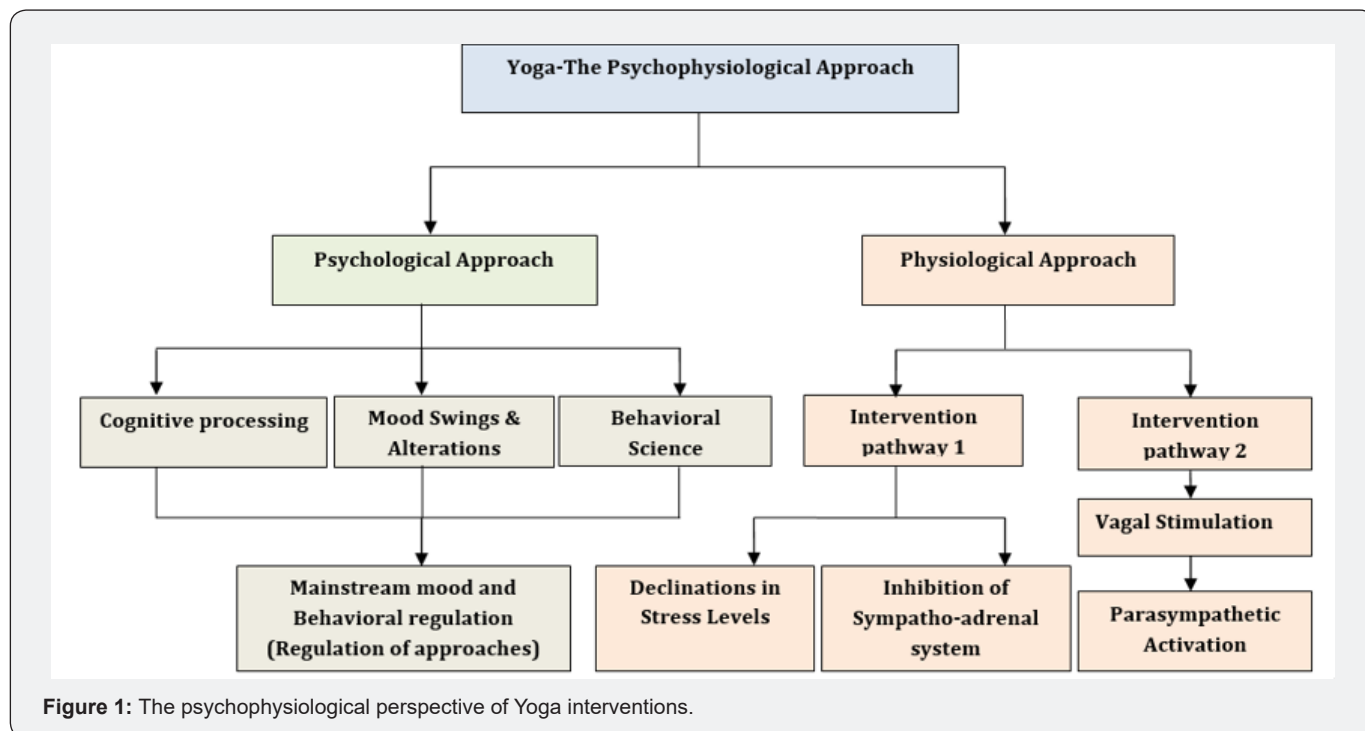 Yoga-The Psychophysiological Approach
Psychological Approach
Physiological Approach
Cognitive processing
Mood Swings &
Alterations
Behavioral
Science
Intervention
pathway 1
Intervention
pathway 2
Vagal Stimulation
Mainstream mood and
Behavioral regulation
(Regulation of approaches)
Declinations in
Stress Levels
Inhibition of
Sympatho-adrenal
system
Parasympathetic
Activation
Figure 1: The psychophysiological perspective of Yoga interventions.